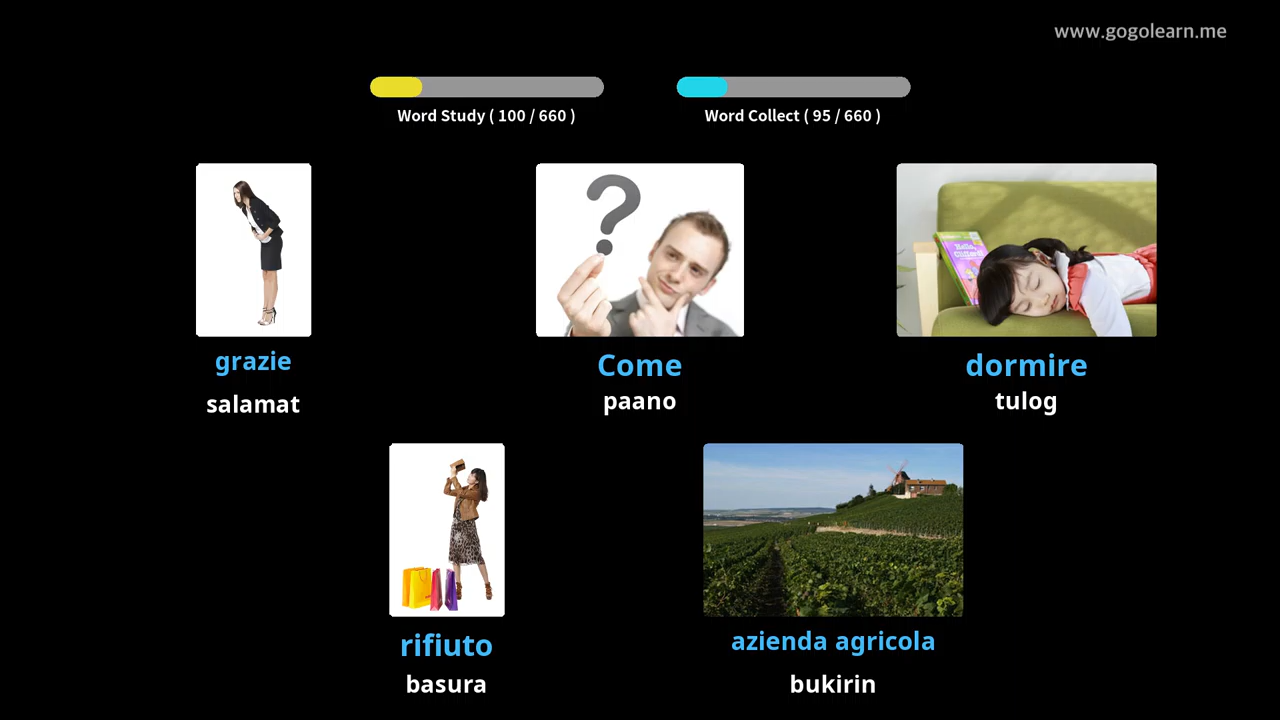 www.gogolearn.me
Word Study ( 100 / 660 )
Word Collect ( 95 / 660 )
?
Hello,
grazie
salamat
Come
paano
dormire
tulog
rifiuto
basura
azienda agricola
bukirin